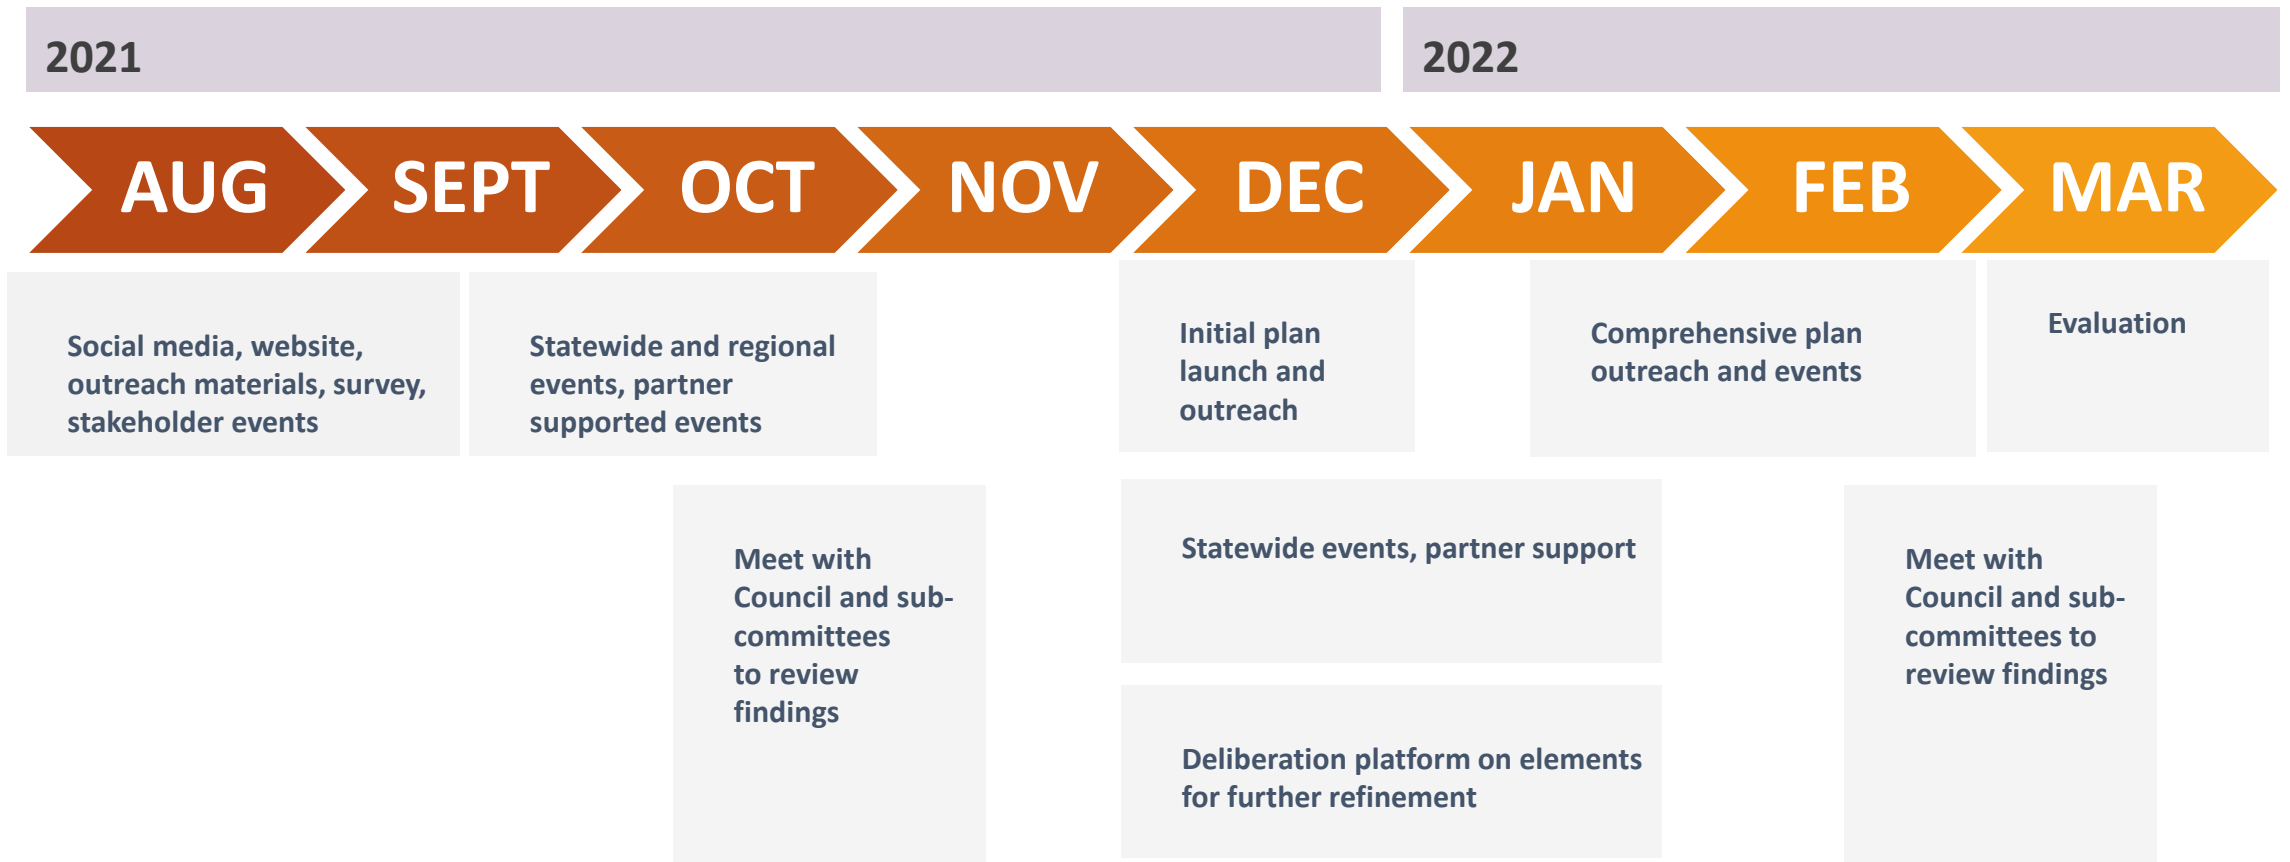 2021
2022
AUG
SEPT
OCT
NOV
DEC
JAN
FEB
MAR
Social media, website,
outreach materials, survey,
stakeholder events
Statewide and regional
events, partner
supported events
Initial plan
launch and
outreach
Comprehensive plan
outreach and events
Evaluation
Meet with
Council and sub-
committees
to review
findings
Statewide events, partner support
Deliberation platform on elements
for further refinement
Meet with
Council and sub-
committees to
review findings